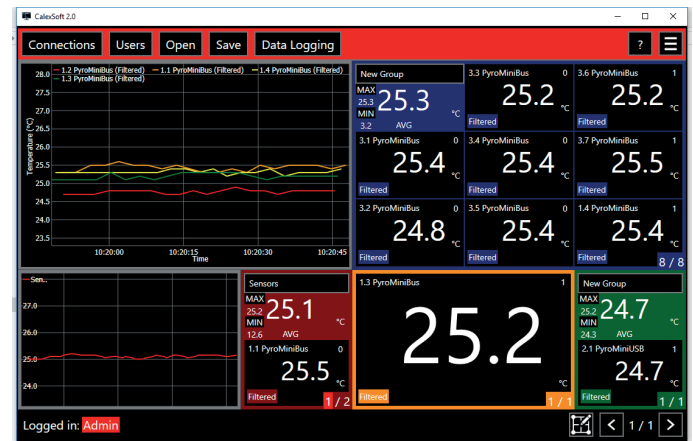 CalexSoft 2.0
Connections Users Open Save Data Logging ?
1.2 PyroMiniBus (Filtered) 1.1 PyroMiniBus (Filtered) 1.4 PyroMiniBus (Filtered)
1.3 PyroMiniBus (Filtered)
Temperature (°C)
28.0
27.5
27.0
26.5
26.0
25.5
25.0
24.5
24.0
23.5
10:20:00 10:20:15 10:20:30 10:20:45
Time
New Group
MAX
25.3
25.3 °C
MIN
3.2 AVG
3.3 PyroMiniBus 0
25.2 °C
Filtered
3.6 PyroMiniBus 1
25.2 °C
Filtered
3.1 PyroMiniBus 0
25.4 °C
Filtered
3.4 PyroMiniBus 0
25.4 °C
Filtered
3.7 PyroMiniBus 1
25.5 °C
Filtered
3.2 PyroMiniBus 0
24.8 °C
Filtered
3.5 PyroMiniBus 0
25.4 °C
Filtered
1.4 PyroMiniBus 1
25.4 °C
Filtered
8 / 8
Sen...
27.0
26.0
25.0
24.0
Sensors
MAX
25.2
25.1 °C
MIN
12.6 AVG
1.1 PyroMiniBus 0
25.5 °C
Filtered
1 / 2
1.3 PyroMiniBus 1
25.2 °C
Filtered
1 / 1
New Group
MAX
25.2
24.7 °C
MIN
24.3 AVG
2.1 PyroMiniUSB 1
24.7 °C
Filtered
1 / 1
Logged in: Admin
< 1 / 1 >